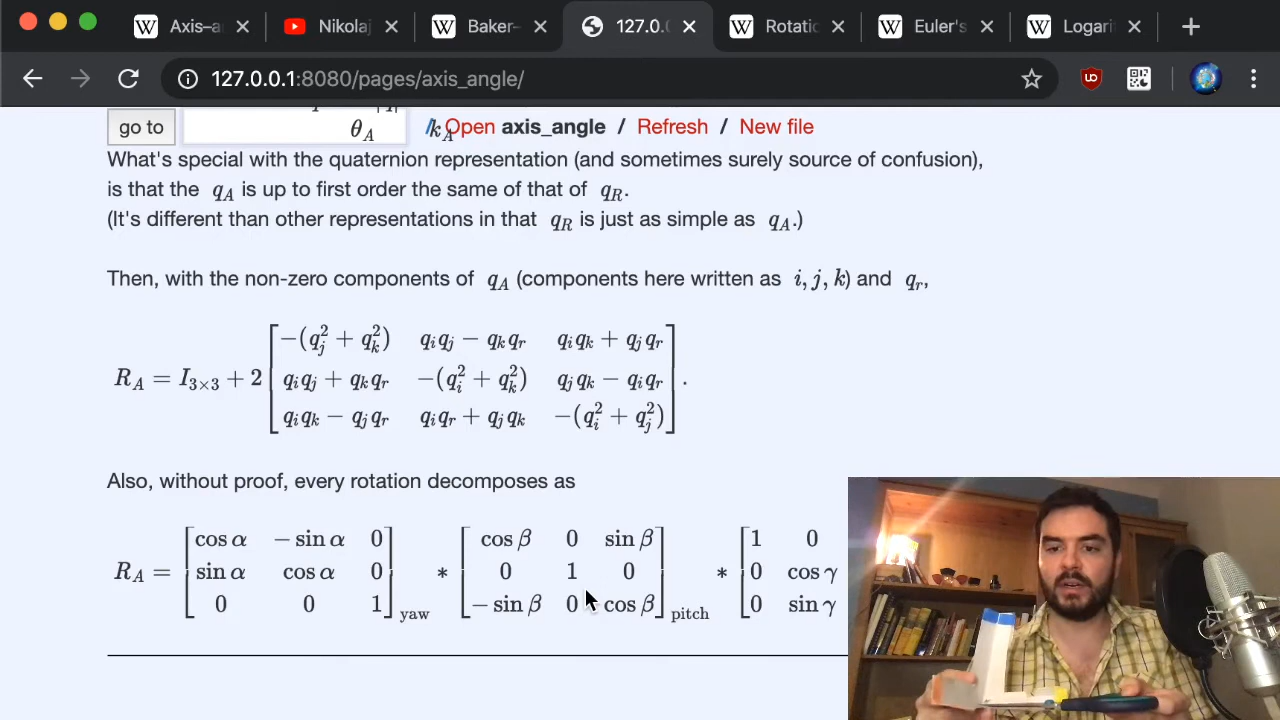 Axis–a
Nikolaj
Baker–
127.0.0
Rotatio
Euler's
Logari
127.0.0.1:8080/pages/axis_angle/
go to
θ_A
/k_A Open axis_angle / Refresh / New file
What's special with the quaternion representation (and sometimes surely source of confusion),
is that the q_A is up to first order the same of that of q_R.
(It's different than other representations in that q_R is just as simple as q_A.)
Then, with the non-zero components of q_A (components here written as i, j, k) and q_r,
R_A = I_{3×3} + 2 [ −(q_j^2 + q_k^2) q_i q_j − q_k q_r q_i q_k + q_j q_r
q_i q_j + q_k q_r −(q_i^2 + q_k^2) q_j q_k − q_i q_r
q_i q_k − q_j q_r q_i q_r + q_j q_k −(q_i^2 + q_j^2) ] .
Also, without proof, every rotation decomposes as
cos α − sin α 0 cos β 0 sin β 1 0
R_A = sin α cos α 0 * 0 1 0 * 0 cos γ
0 0 1 yaw − sin β 0 cos β pitch 0 sin γ